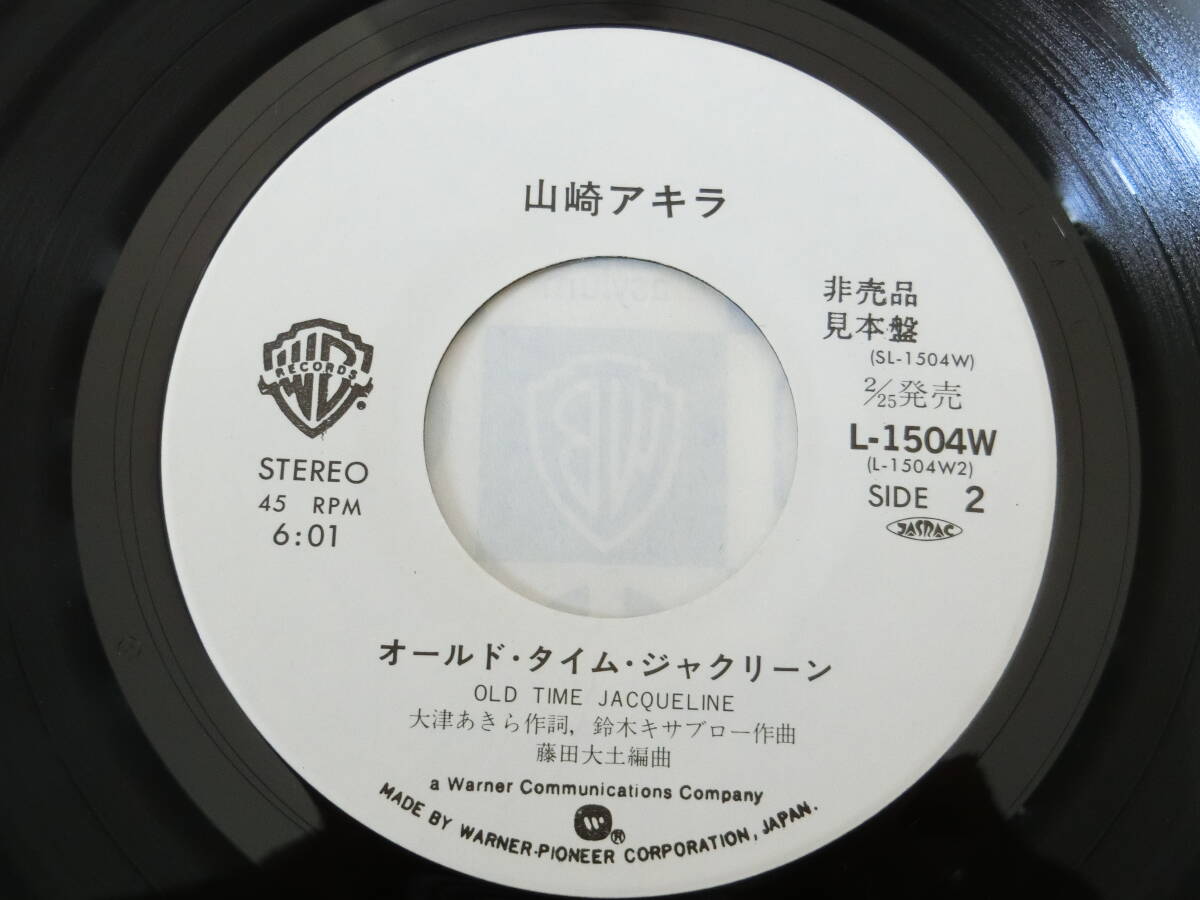 山崎アキラ
非売品
見本盤
(SL-1504W)
2/25発売
L-1504W
(L-1504W2)
SIDE 2
JASRAC
WB
RECORDS
®
STEREO
45 RPM
6:01
オールド・タイム・ジャクリーン
OLD TIME JACQUELINE
大津あきら作詞, 鈴木キサブロー作曲
藤田大土編曲
a Warner Communications Company
®
MADE BY WARNER-PIONEER CORPORATION, JAPAN.